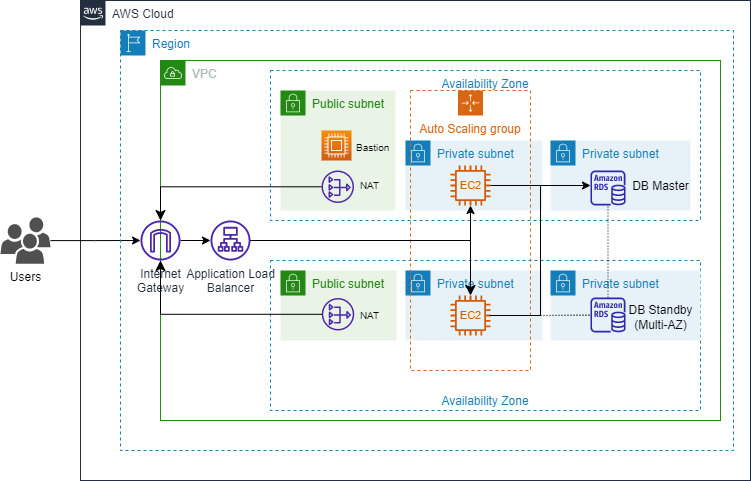 aws
AWS Cloud
Region
VPC
Availability Zone
Public subnet
Auto Scaling group
Bastion
Private subnet
Private subnet
NAT
EC2
Amazon
RDS
DB Master
Users
Internet
Gateway
Application Load
Balancer
Public subnet
Private subnet
Private subnet
NAT
EC2
Amazon
RDS
DB Standby
(Multi-AZ)
Availability Zone